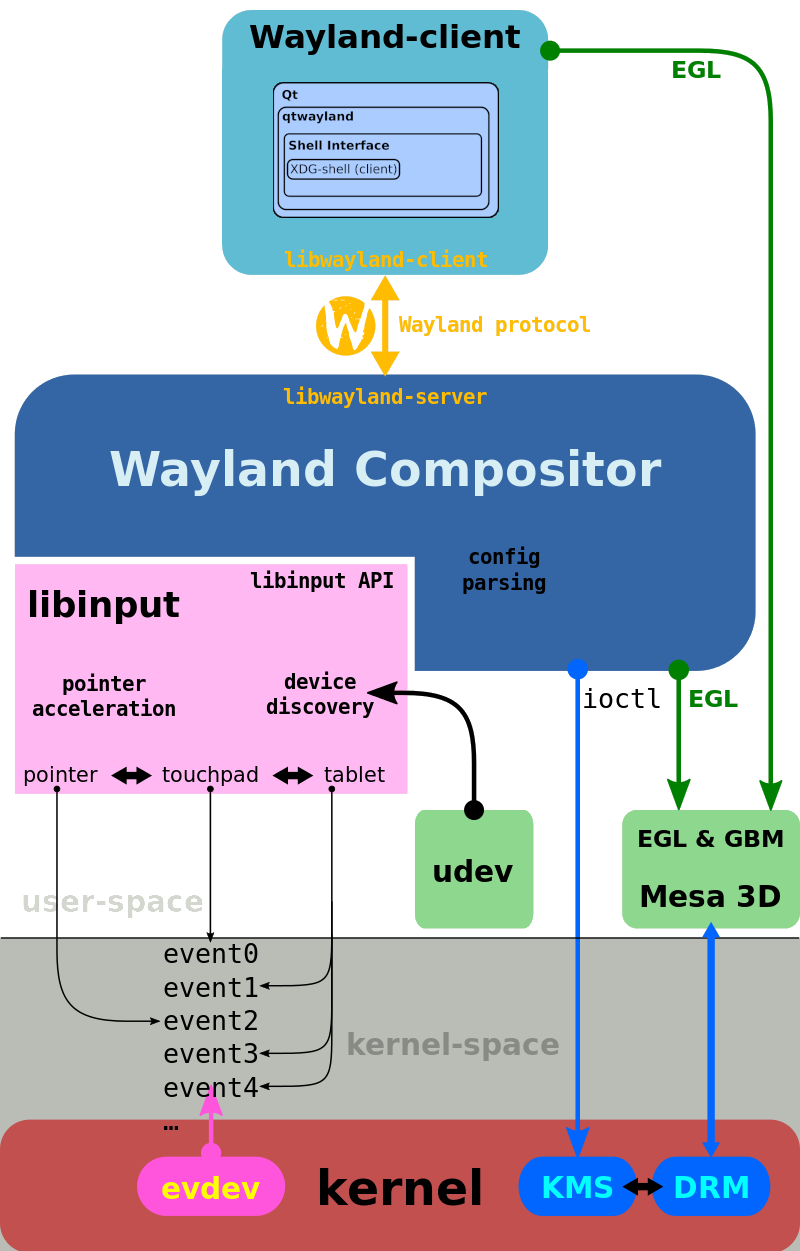 Wayland-client
EGL
Qt
qtwayland
Shell Interface
XDG-shell (client)
libwayland-client
W
Wayland protocol
libwayland-server
Wayland Compositor
config
parsing
libinput API
libinput
pointer
acceleration
device
discovery
ioctl
EGL
pointer
touchpad
tablet
udev
EGL & GBM
Mesa 3D
user-space
event0
event1
event2
event3
event4
…
kernel-space
evdev
kernel
KMS
DRM